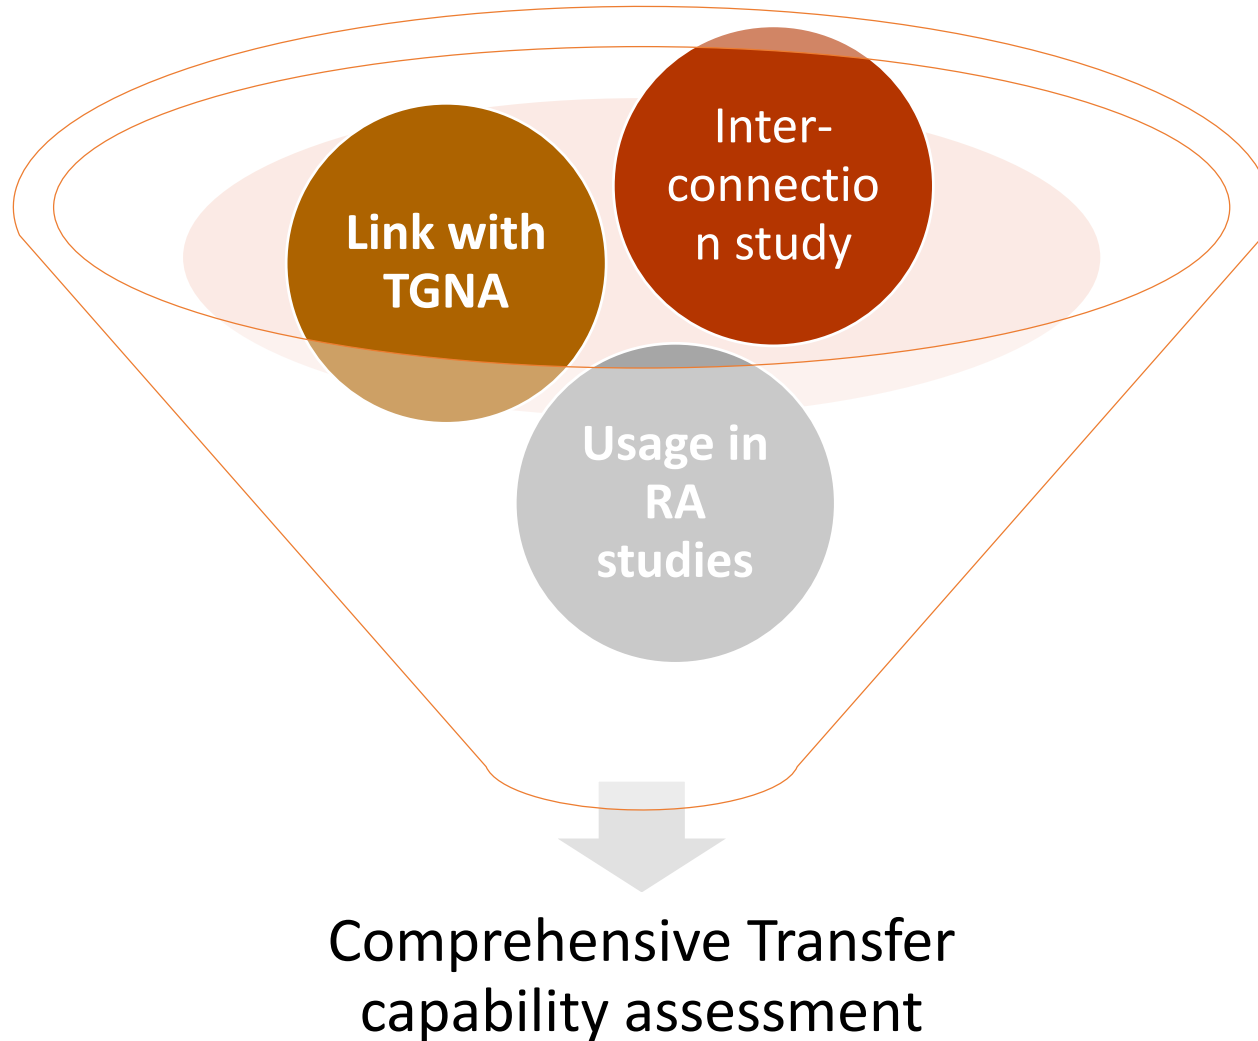 Inter-
connectio
n study
Link with
TGNA
Usage in
RA
studies
Comprehensive Transfer
capability assessment